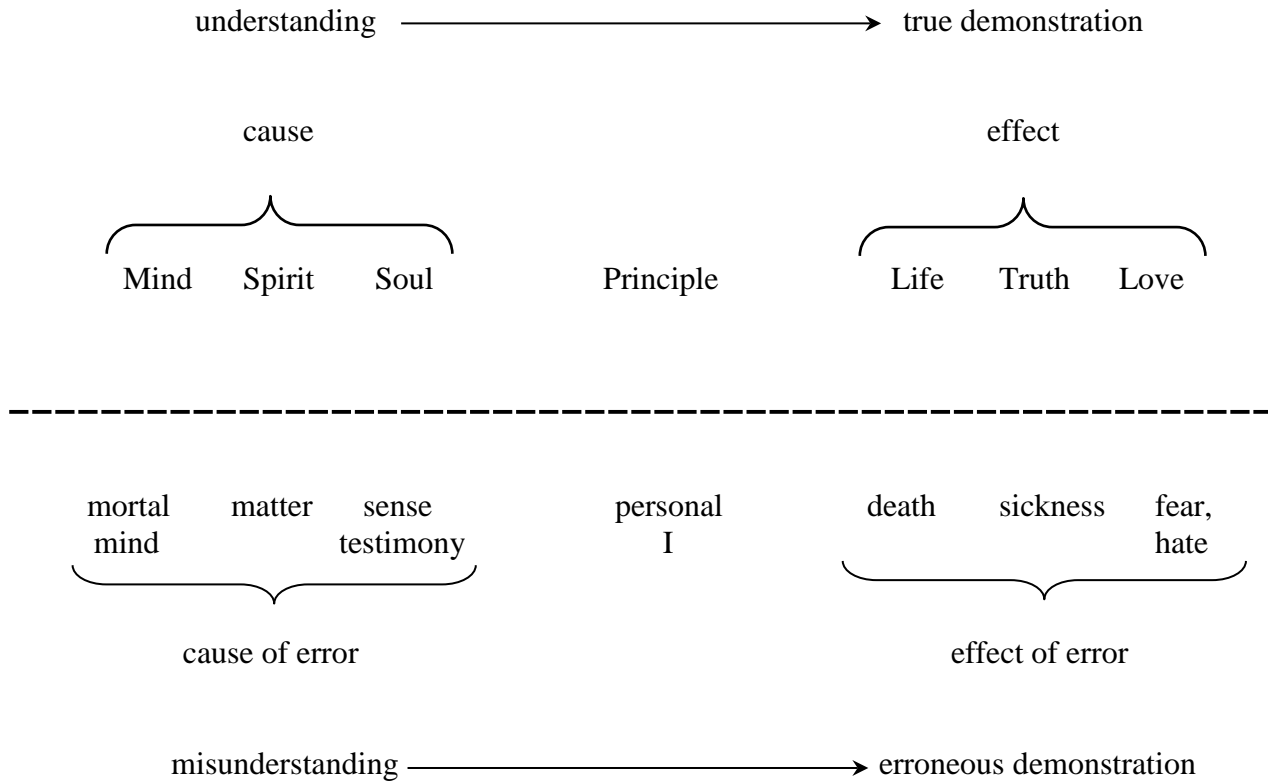 understanding true demonstration
cause effect
Mind Spirit Soul Principle Life Truth Love
mortal matter sense personal death sickness fear,
mind testimony I hate
cause of error effect of error
misunderstanding erroneous demonstration